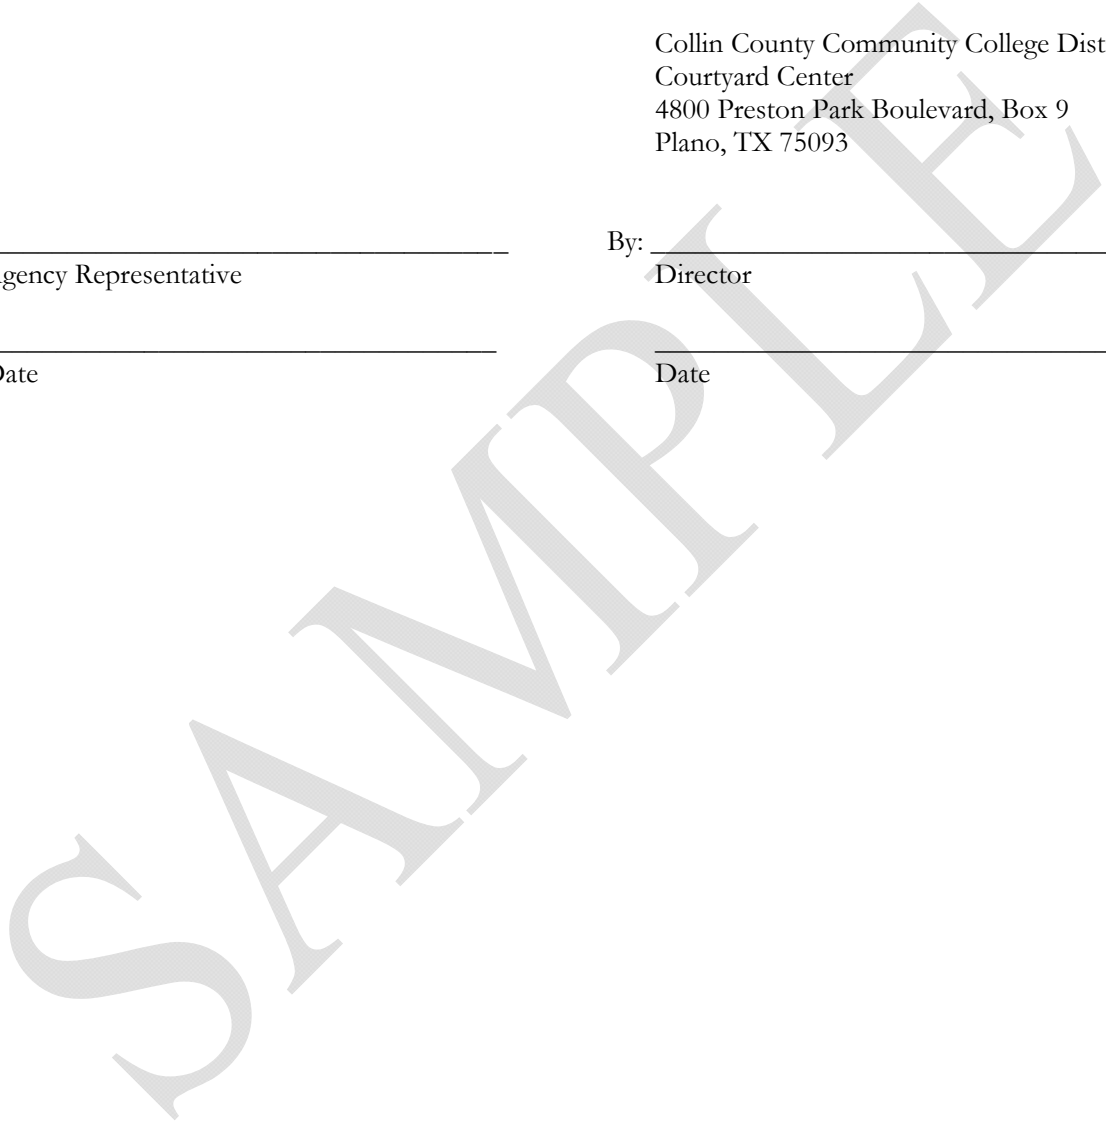 Collin County Community College Dist
Courtyard Center
4800 Preston Park Boulevard, Box 9
Plano, TX 75093
By:
gency Representative
Director
Date
Date
SAMPLE